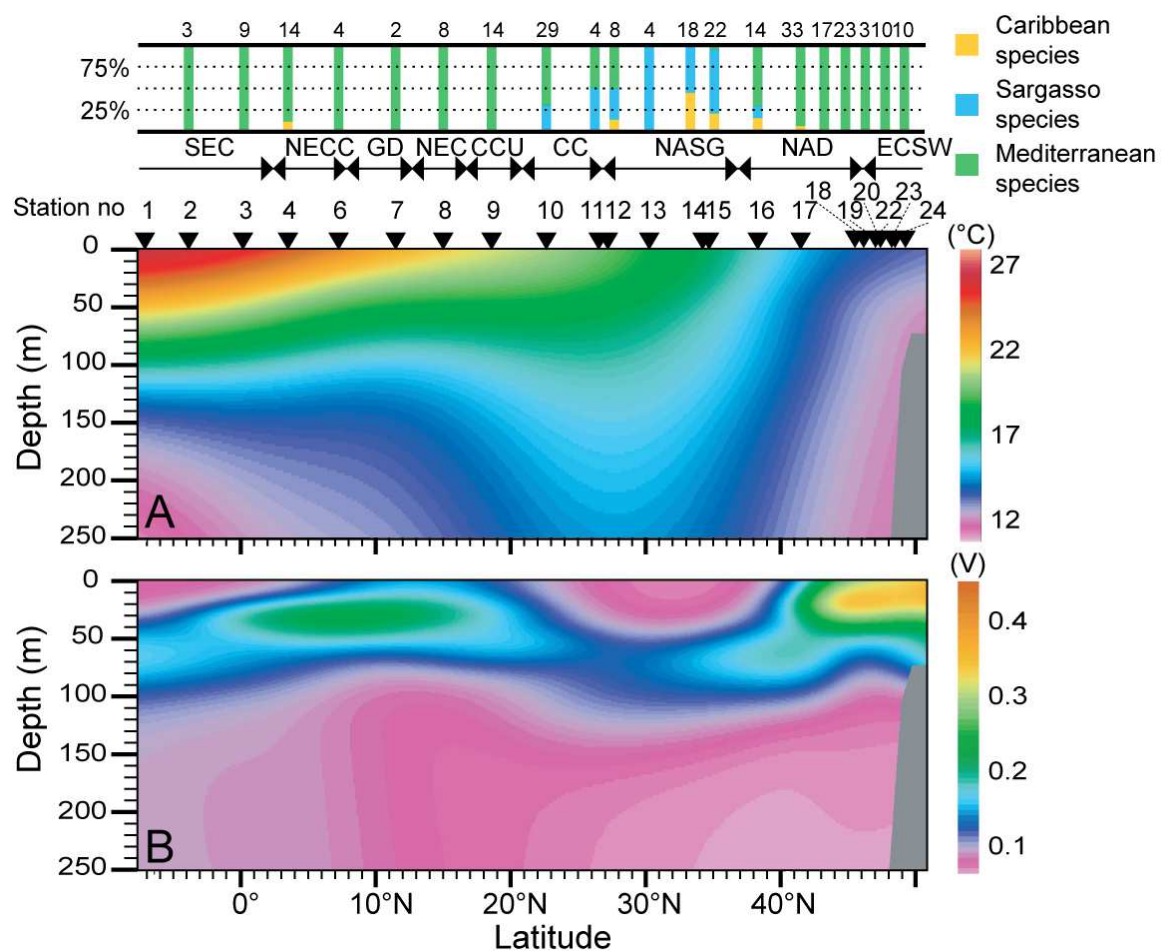 3 9 14 4 2 8 14 29 4 8 4 18 22 14 33 17 23 31 10 10
75%
25%
Caribbean
species
Sargasso
species
Mediterranean
species
SEC NECC GD NEC CCU CC NASG NAD ECSW
Station no 1 2 3 4 6 7 8 9 10 11 12 13 14 15 16 17 18 19 20 22 23 24
(°C)
0
50
100
150
200
250
Depth (m)
A
27
22
17
12
(V)
0
50
100
150
200
250
Depth (m)
B
0.4
0.3
0.2
0.1
0° 10°N 20°N 30°N 40°N
Latitude